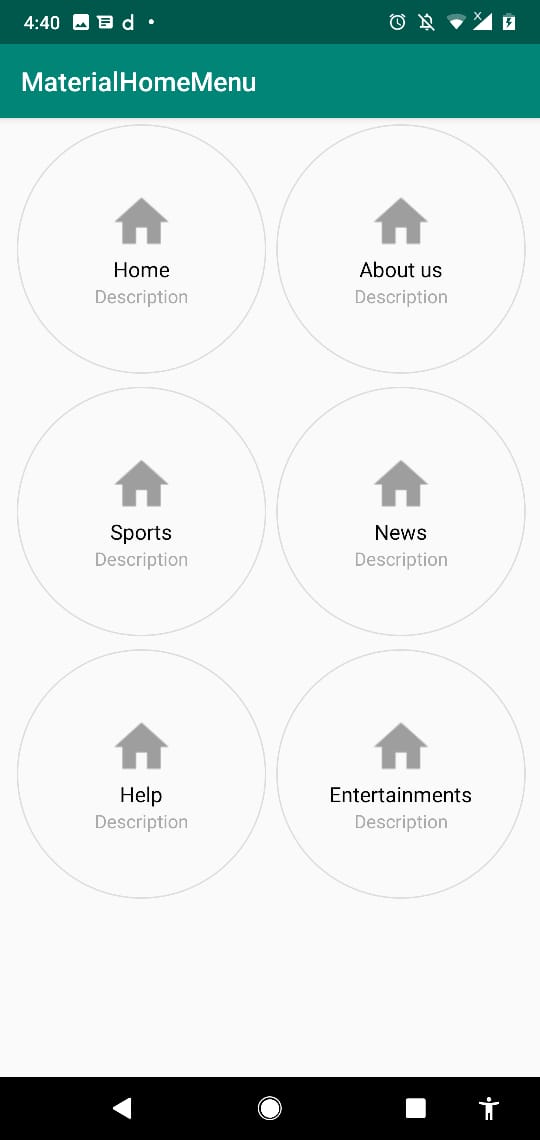 4:40 d
MaterialHomeMenu
Home
Description
About us
Description
Sports
Description
News
Description
Help
Description
Entertainments
Description